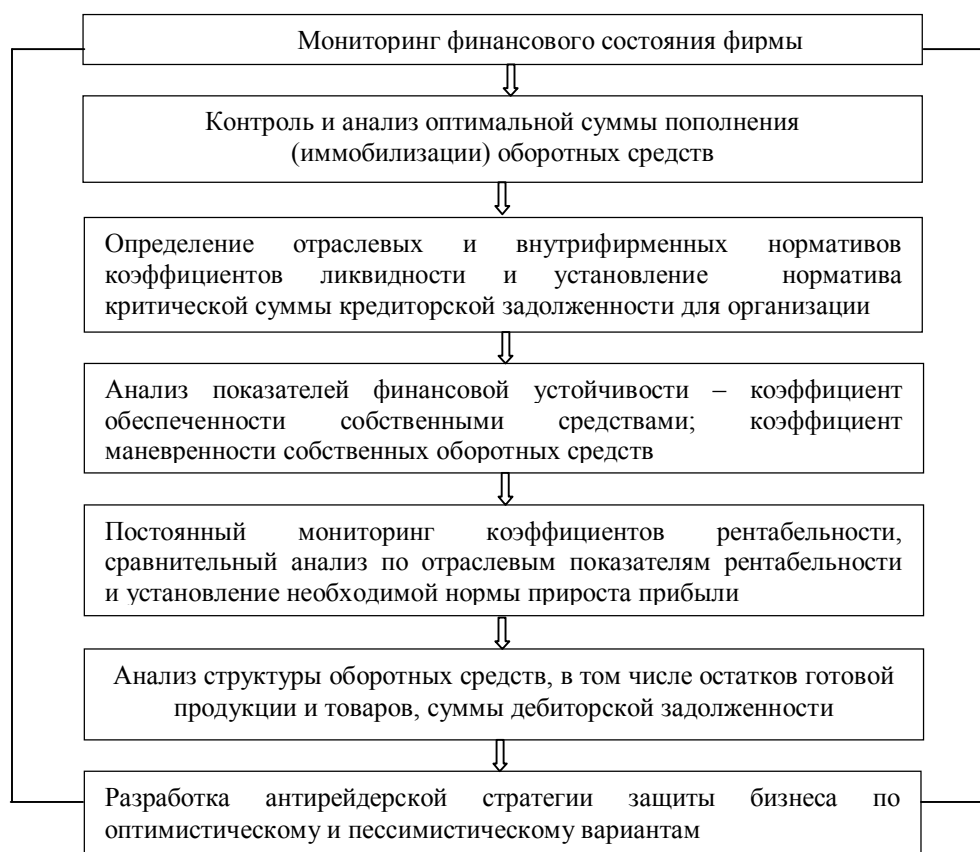 Мониторинг финансового состояния фирмы
Контроль и анализ оптимальной суммы пополнения
(иммобилизации) оборотных средств
Определение отраслевых и внутрифирменных нормативов
коэффициентов ликвидности и установление норматива
критической суммы кредиторской задолженности для организации
Анализ показателей финансовой устойчивости – коэффициент
обеспеченности собственными средствами; коэффициент
маневренности собственных оборотных средств
Постоянный мониторинг коэффициентов рентабельности,
сравнительный анализ по отраслевым показателям рентабельности
и установление необходимой нормы прироста прибыли
Анализ структуры оборотных средств, в том числе остатков готовой
продукции и товаров, суммы дебиторской задолженности
Разработка антирейдерской стратегии защиты бизнеса по
оптимистическому и пессимистическому вариантам